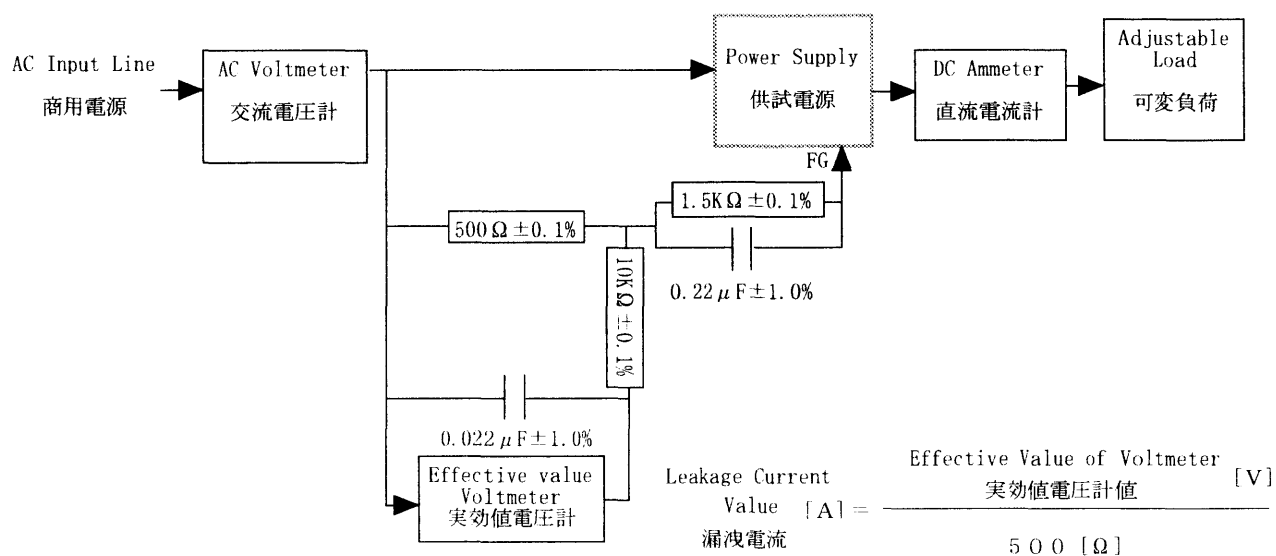 AC Input Line
商用電源
AC Voltmeter
交流電圧計
Power Supply
供試電源
FG
DC Ammeter
直流電流計
Adjustable
Load
可変負荷
500Ω±0.1%
1.5KΩ±0.1%
0.22μF±1.0%
10KΩ±0.1%
0.022μF±1.0%
Effective value
Voltmeter
実効値電圧計
Leakage Current
Value [A]=
漏洩電流
Effective Value of Voltmeter
実効値電圧計値 [V]
500 [Ω]